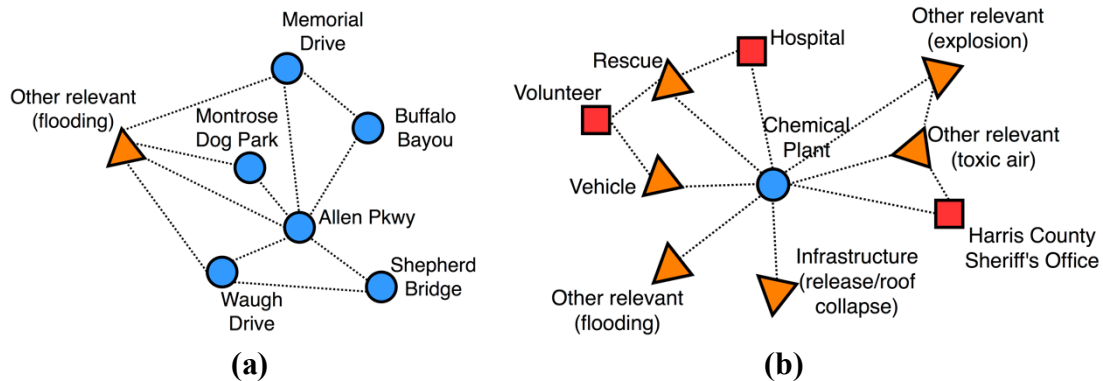 Memorial
Drive
Other relevant
(flooding)
Montrose
Dog Park
Buffalo
Bayou
Allen Pkwy
Waugh
Drive
Shepherd
Bridge
(a)
Hospital
Other relevant
(explosion)
Rescue
Volunteer
Chemical
Plant
Other relevant
(toxic air)
Vehicle
Harris County
Sheriff's Office
Infrastructure
(release/roof
collapse)
Other relevant
(flooding)
(b)